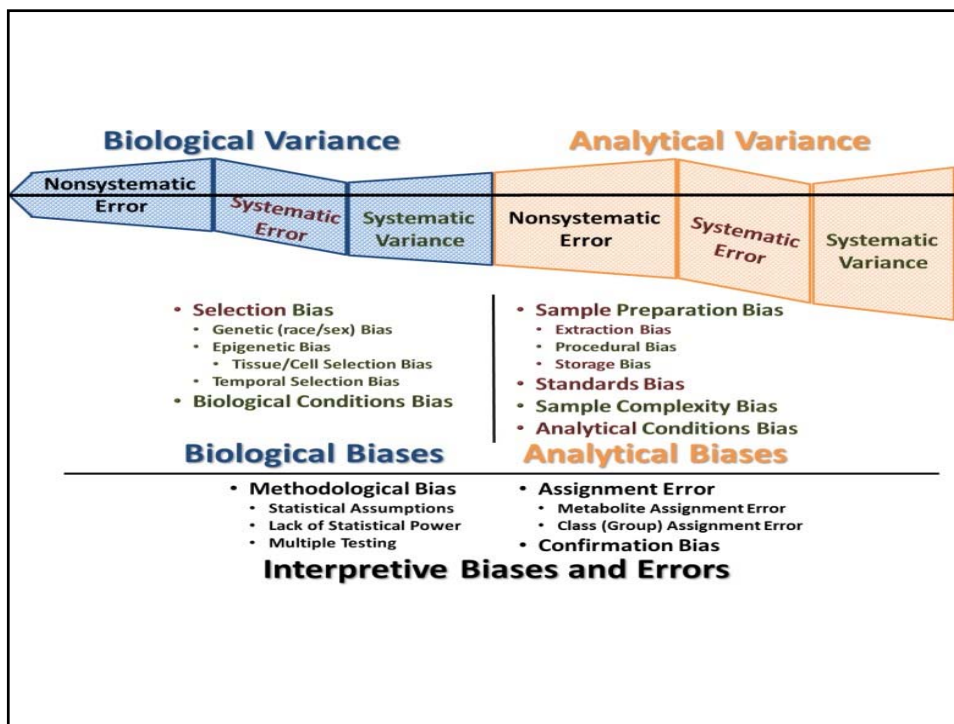 Biological Variance
Analytical Variance
Nonsystematic
Error
Systematic
Error
Systematic
Variance
Nonsystematic
Error
Systematic
Error
Systematic
Variance
• Selection Bias
• Genetic (race/sex) Bias
• Epigenetic Bias
• Tissue/Cell Selection Bias
• Temporal Selection Bias
• Biological Conditions Bias
• Sample Preparation Bias
• Extraction Bias
• Procedural Bias
• Storage Bias
• Standards Bias
• Sample Complexity Bias
• Analytical Conditions Bias
Biological Biases
Analytical Biases
• Methodological Bias
• Statistical Assumptions
• Lack of Statistical Power
• Multiple Testing
• Assignment Error
• Metabolite Assignment Error
• Class (Group) Assignment Error
• Confirmation Bias
Interpretive Biases and Errors